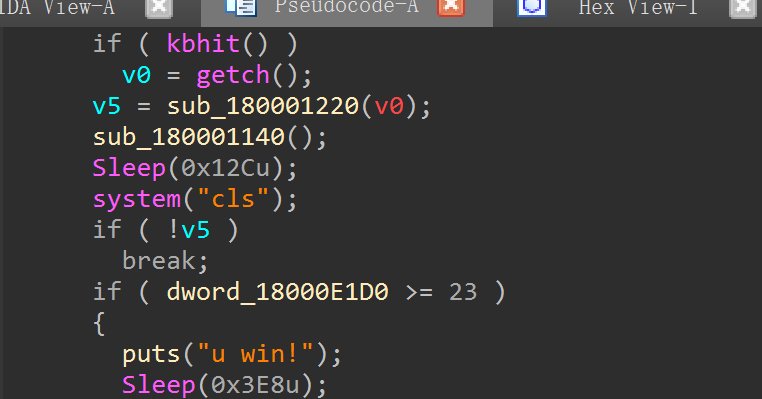 IDA View-A Pseudocode-A Hex View-1
if ( kbhit() )
v0 = getch();
v5 = sub_180001220(v0);
sub_180001140();
Sleep(0x12Cu);
system("cls");
if ( !v5 )
break;
if ( dword_18000E1D0 >= 23 )
{
puts("u win!");
Sleep(0x3E8u);